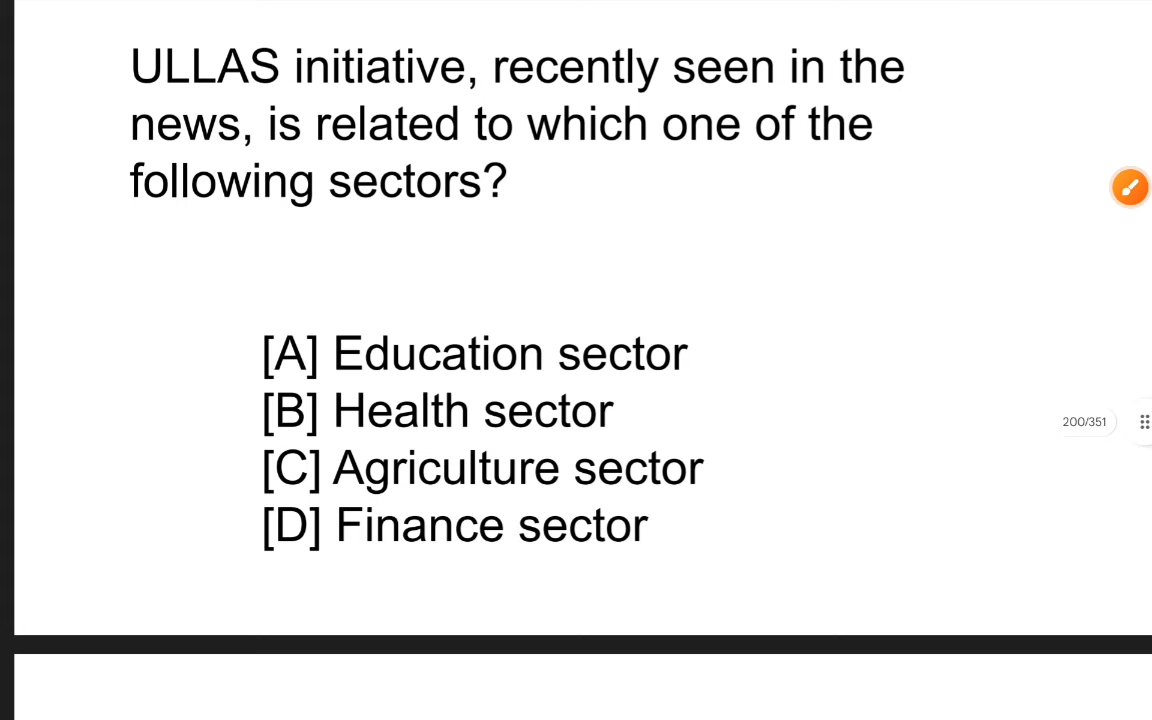 ULLAS initiative, recently seen in the
news, is related to which one of the
following sectors?
[A] Education sector
[B] Health sector
200/351
[C] Agriculture sector
[D] Finance sector